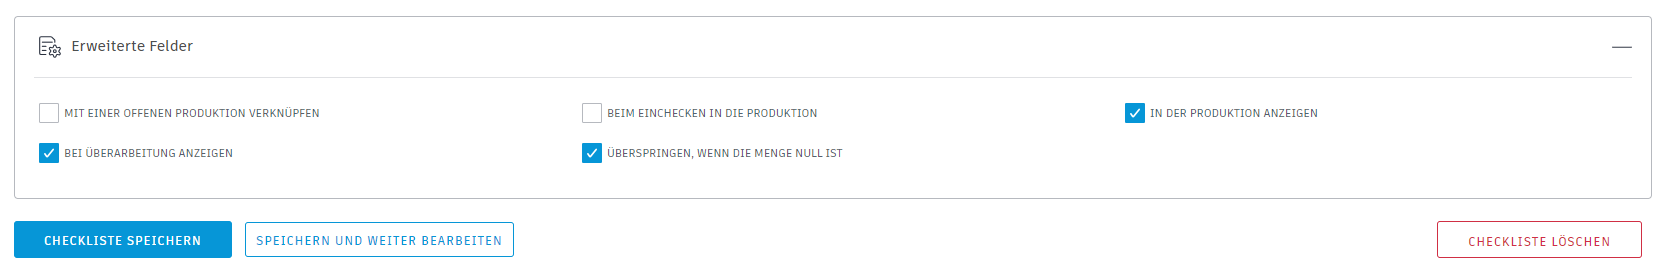 Erweiterte Felder
MIT EINER OFFENEN PRODUKTION VERKNÜPFEN
BEIM EINCHECKEN IN DIE PRODUKTION
IN DER PRODUKTION ANZEIGEN
BEI ÜBERARBEITUNG ANZEIGEN
ÜBERSPRINGEN, WENN DIE MENGE NULL IST
CHECKLISTE SPEICHERN
SPEICHERN UND WEITER BEARBEITEN
CHECKLISTE LÖSCHEN